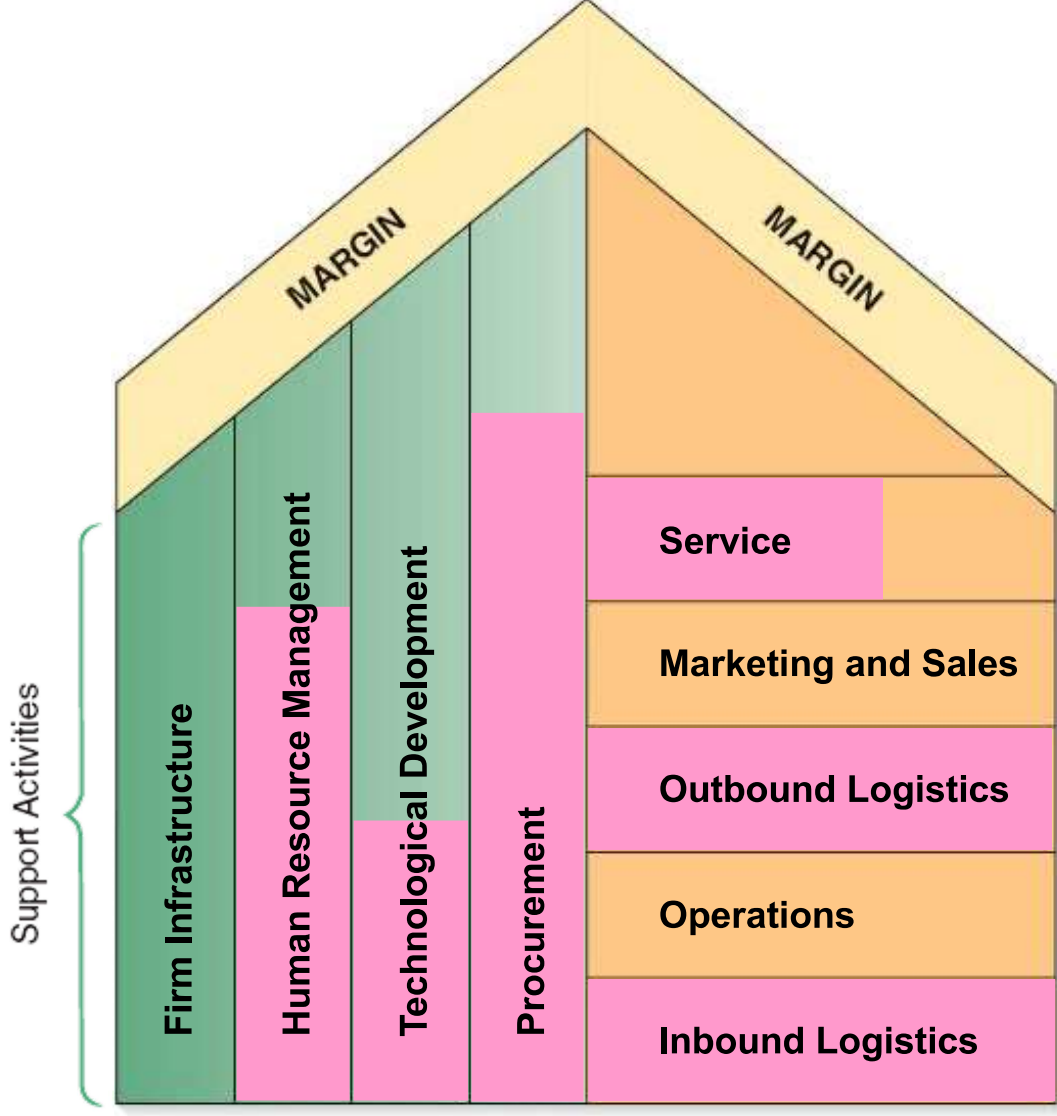 MARGIN
MARGIN
Support Activities
Firm Infrastructure
Human Resource Management
Technological Development
Procurement
Service
Marketing and Sales
Outbound Logistics
Operations
Inbound Logistics